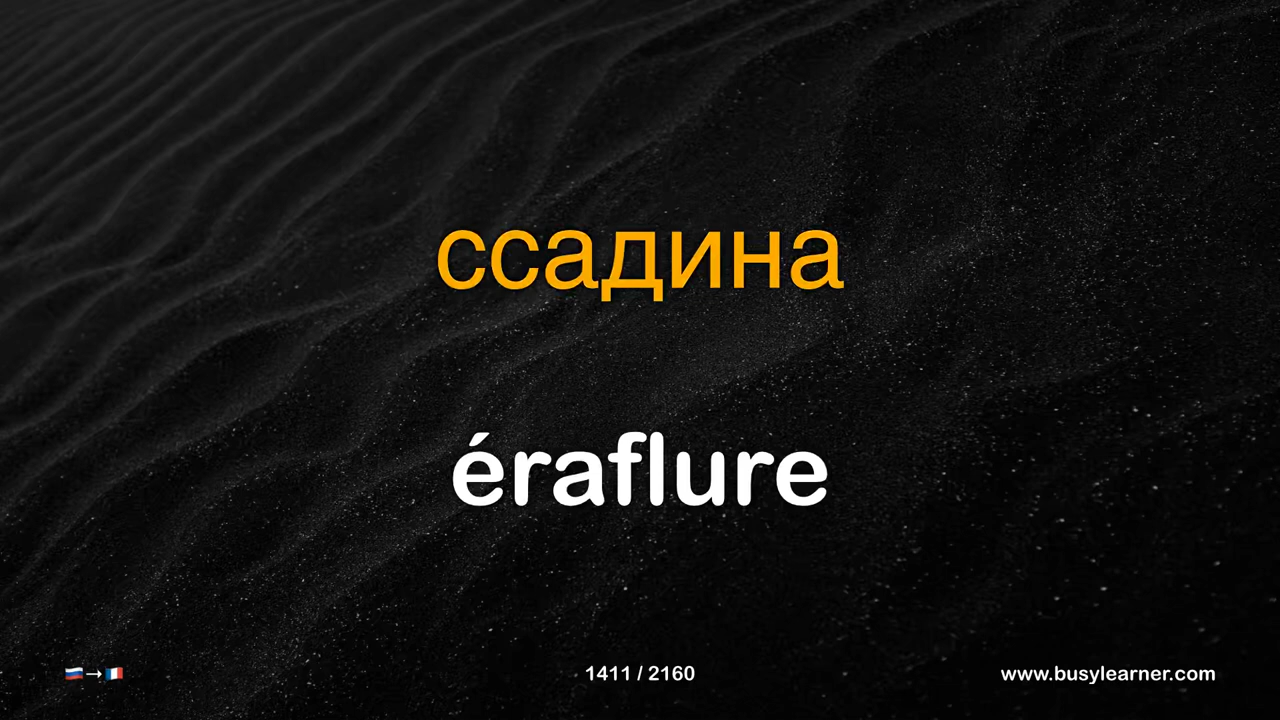 ссадина
éraflure
→
1411 / 2160
www.busylearner.com